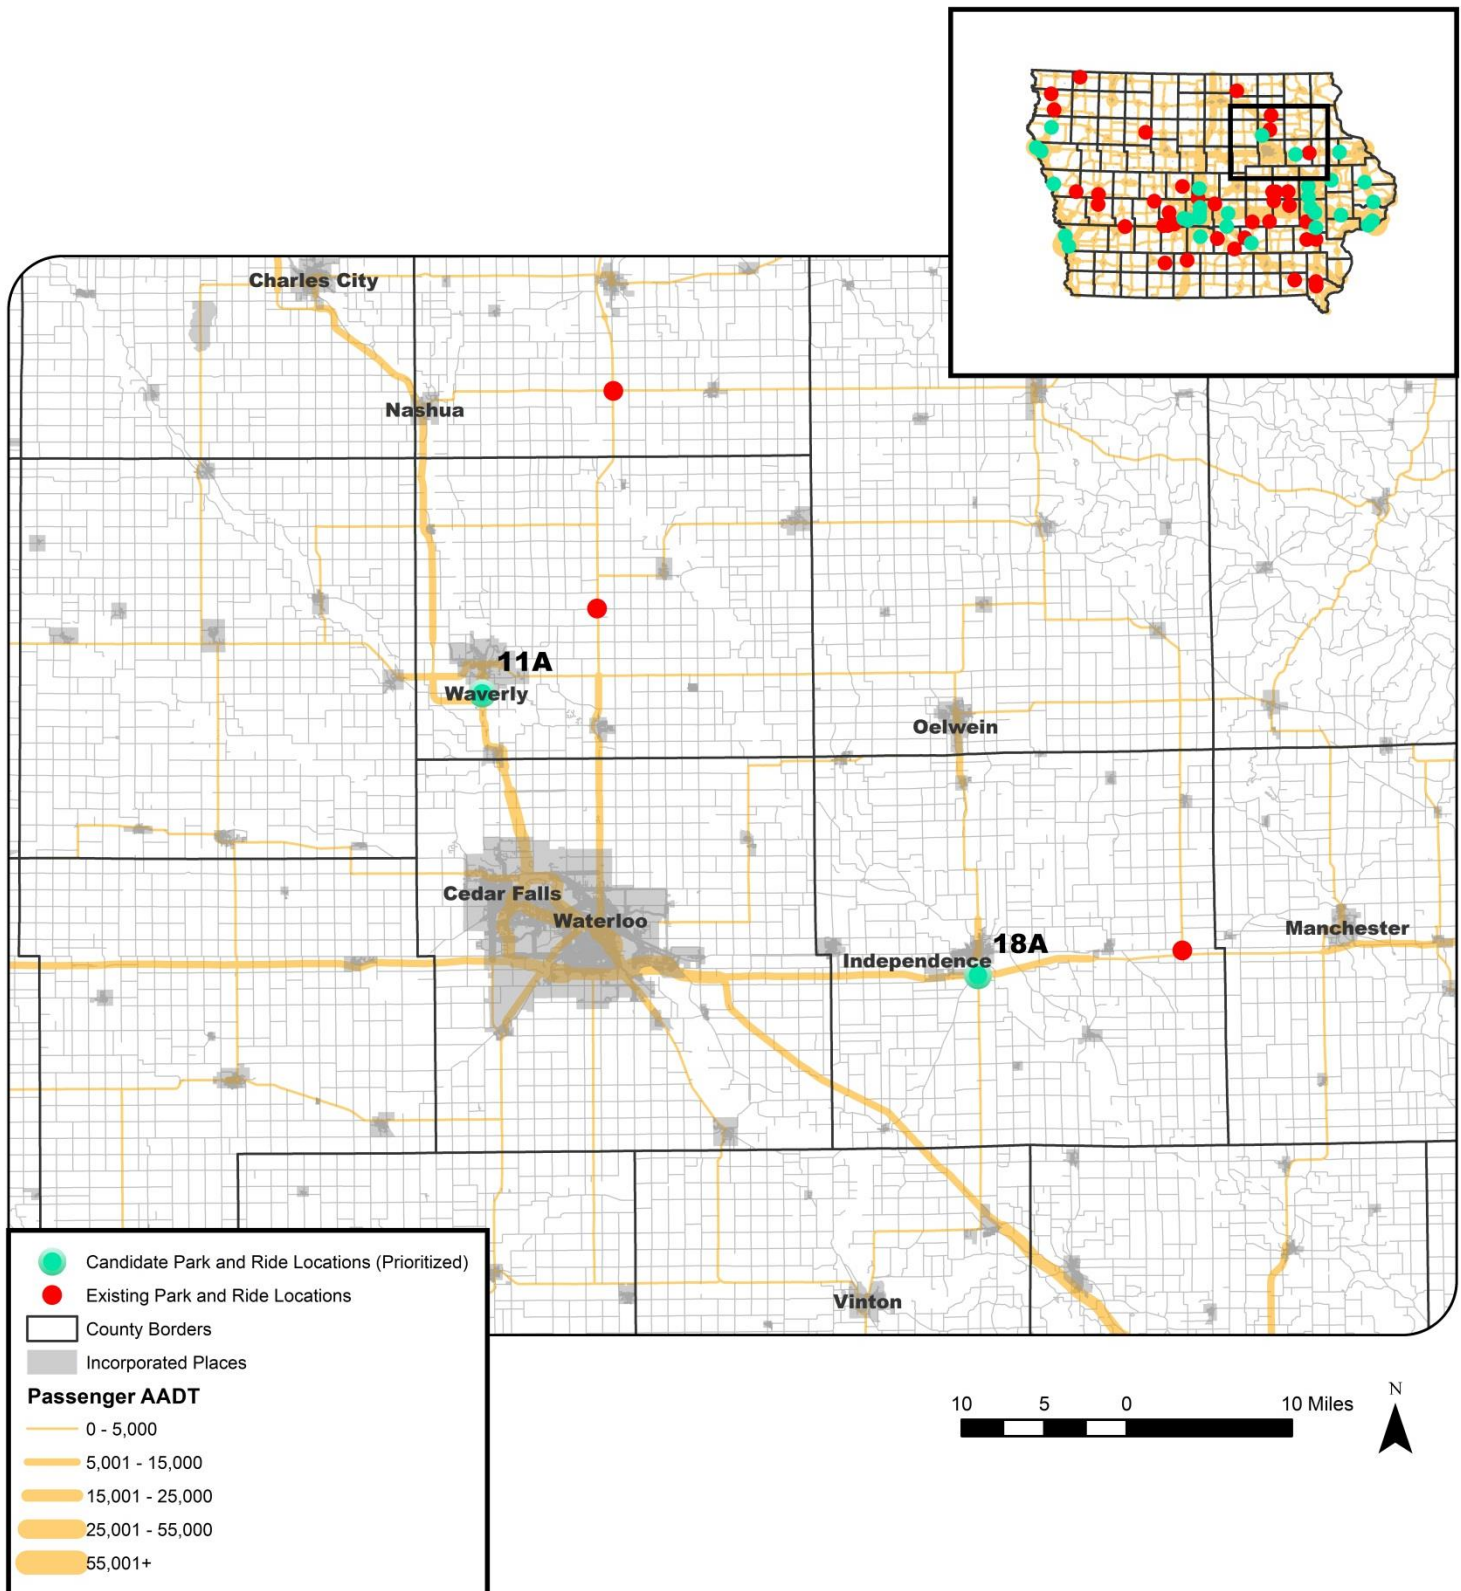 Charles City
Nashua
11A
Waverly
Oelwein
Cedar Falls
Waterloo
18A
Independence
Manchester
Vinton
Candidate Park and Ride Locations (Prioritized)
Existing Park and Ride Locations
County Borders
Incorporated Places
Passenger AADT
0 - 5,000
5,001 - 15,000
15,001 - 25,000
25,001 - 55,000
55,001+
10 5 0 10 Miles
N